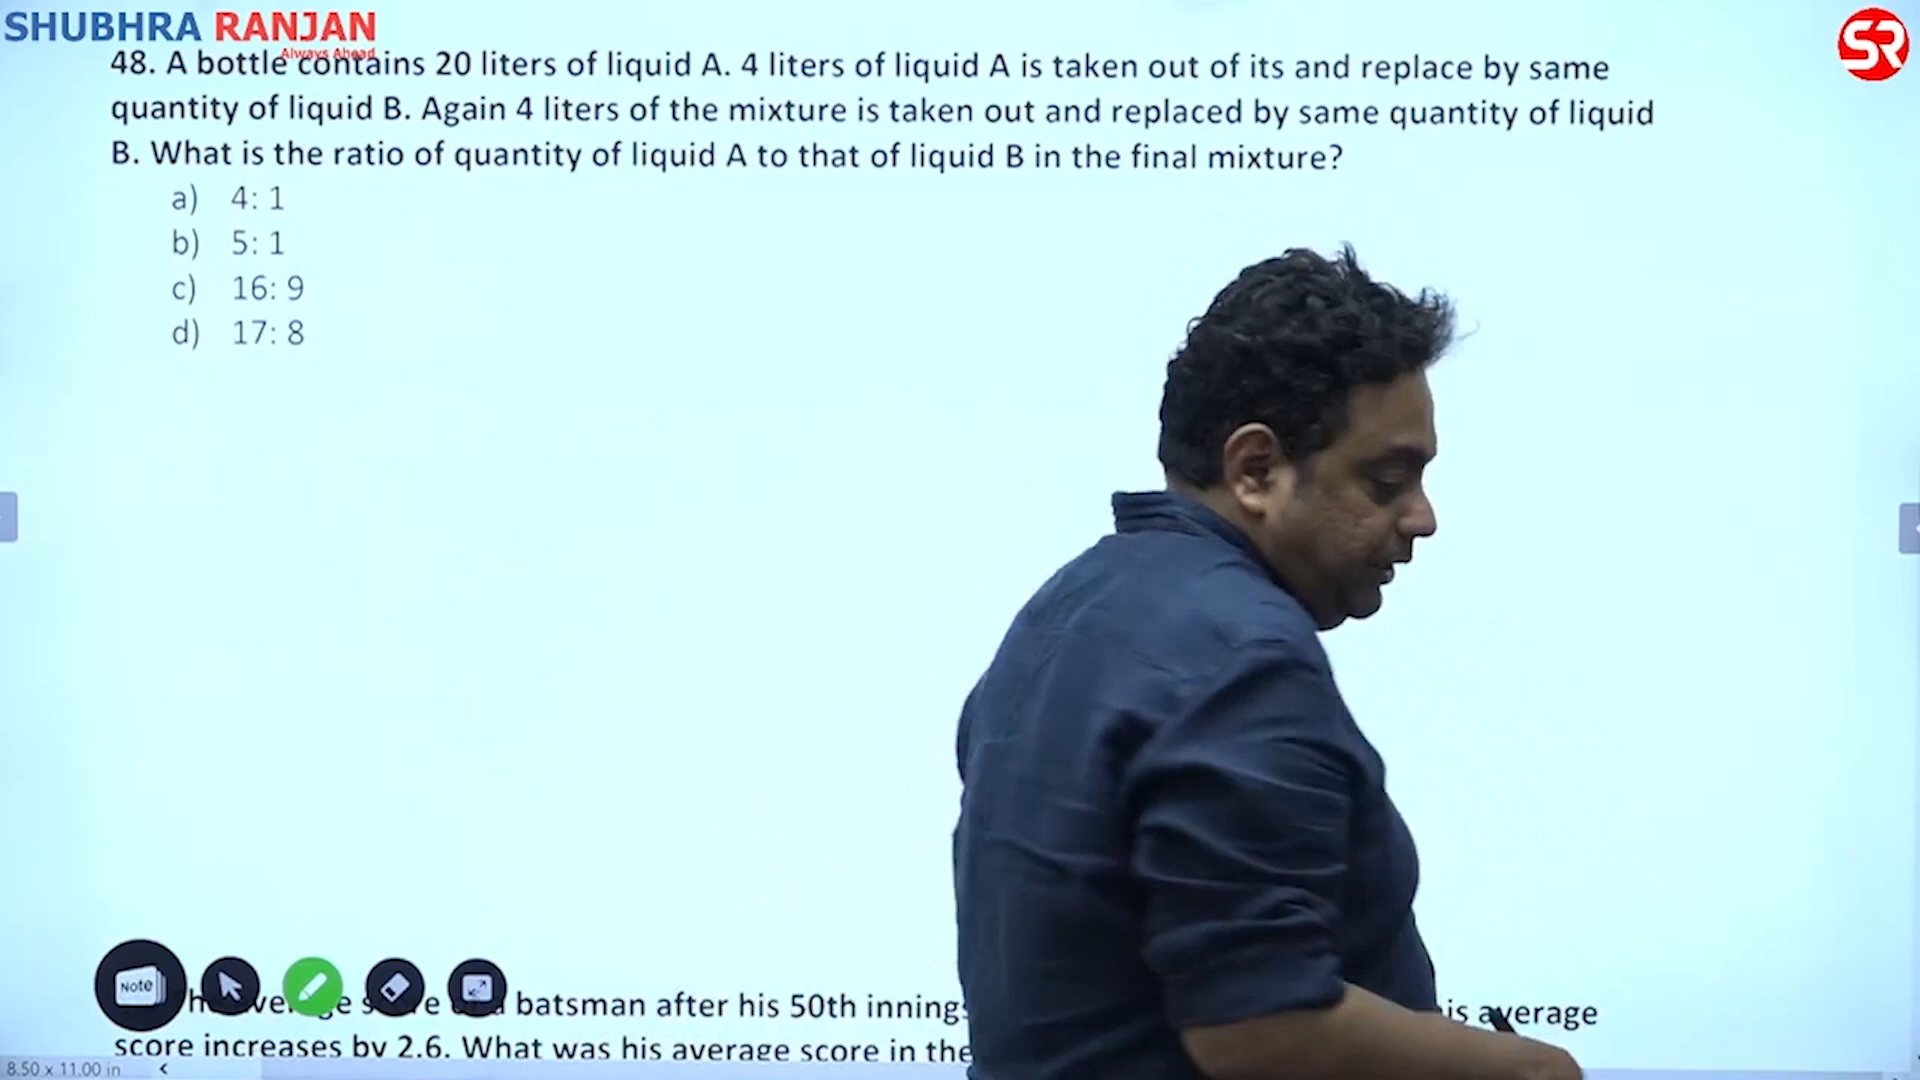 SHUBHRA RANJAN
Always Ahead
SR
48. A bottle contains 20 liters of liquid A. 4 liters of liquid A is taken out of its and replace by same
quantity of liquid B. Again 4 liters of the mixture is taken out and replaced by same quantity of liquid
B. What is the ratio of quantity of liquid A to that of liquid B in the final mixture?
a) 4: 1
b) 5: 1
c) 16: 9
d) 17: 8
Note
batsman after his 50th innings
average
score increases by 2.6. What was his average score in the
8.50 x 11.00 in